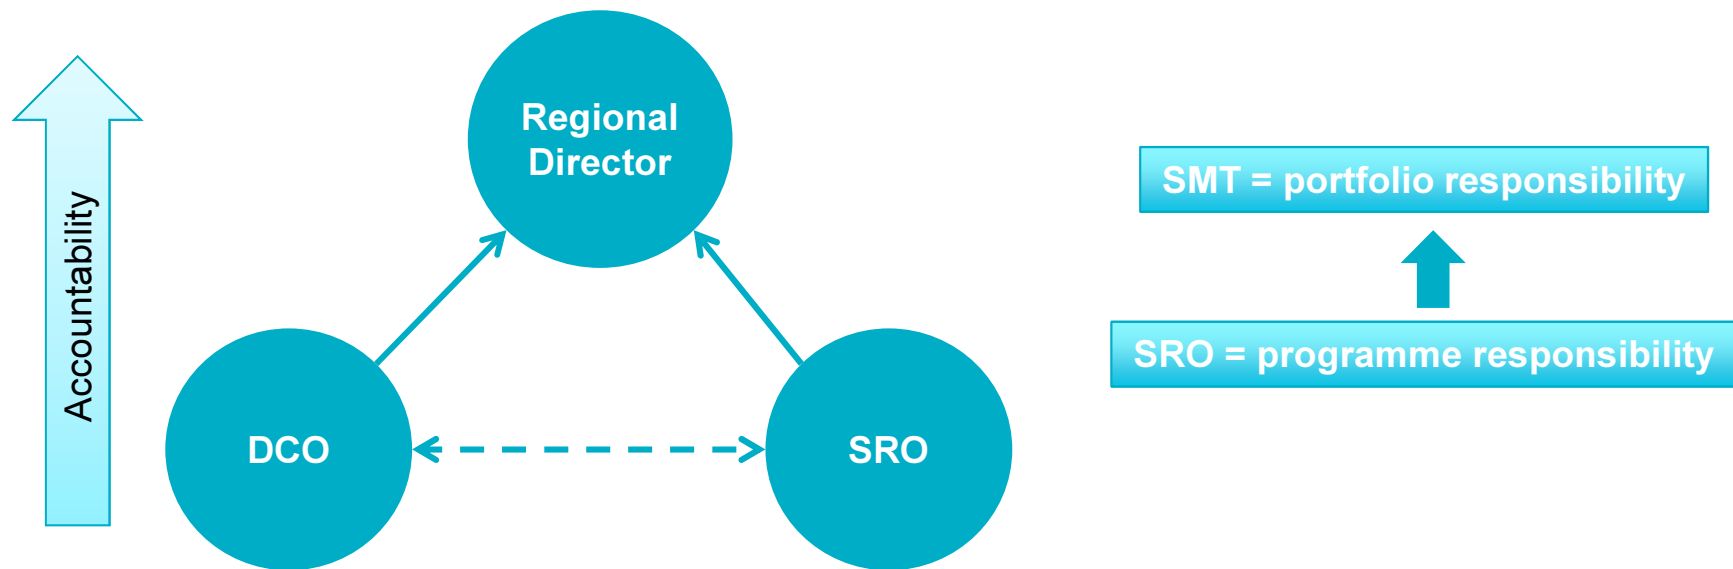 Accountability
Regional
Director
DCO
SRO
SMT = portfolio responsibility
SRO = programme responsibility